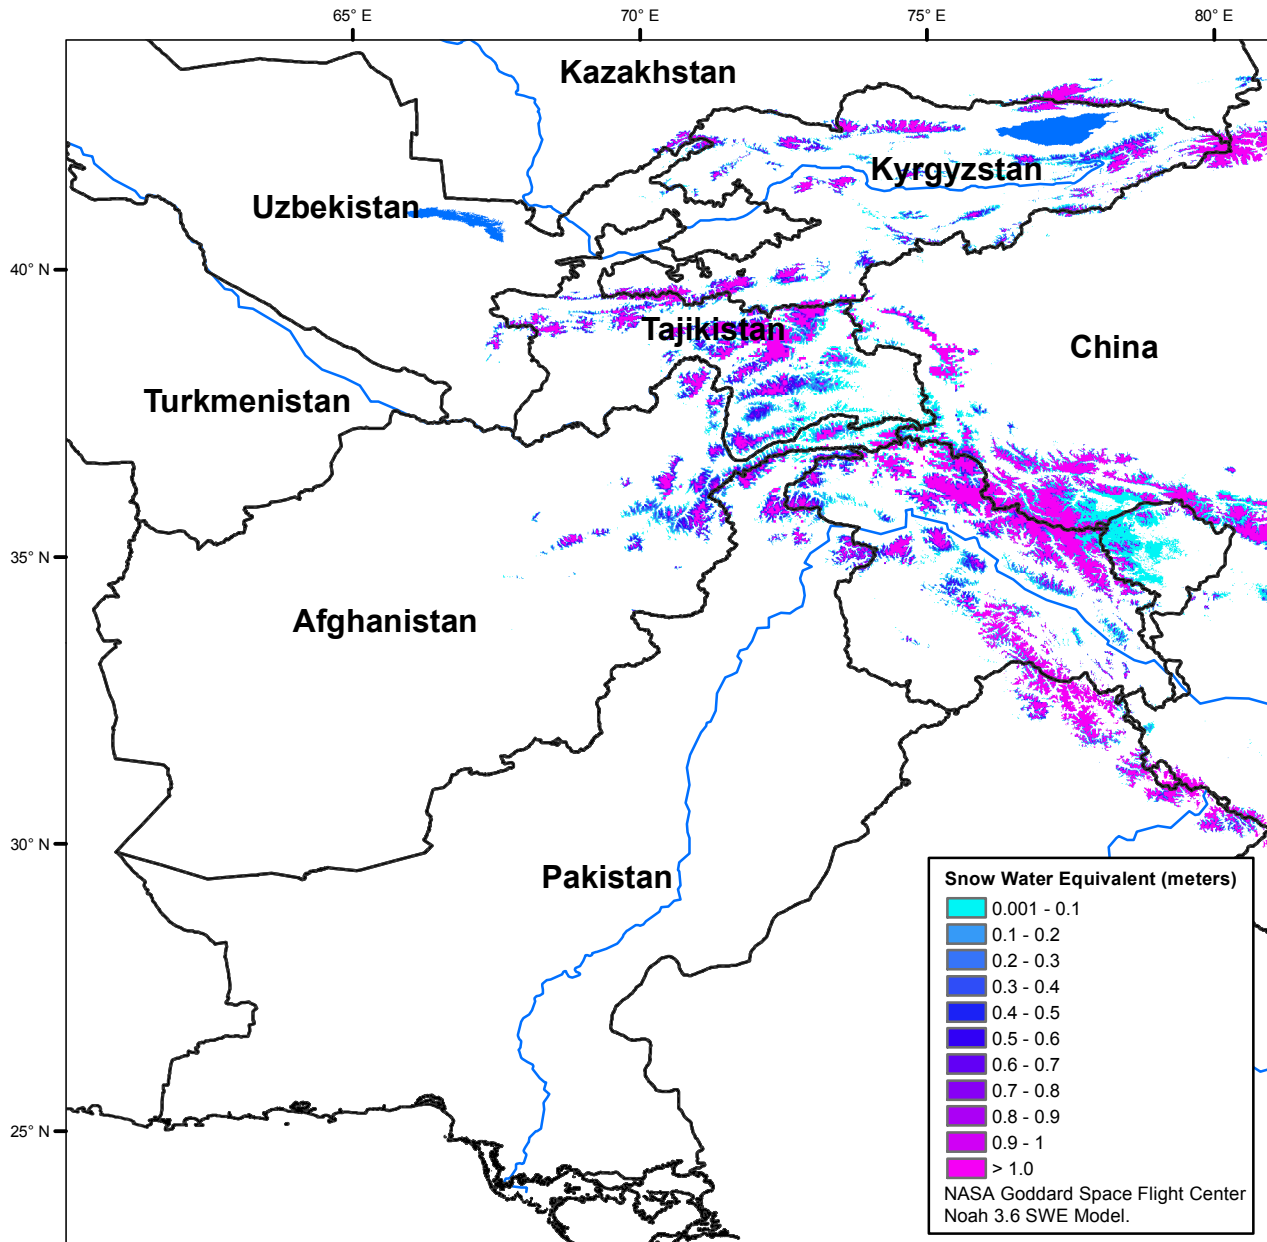 65° E
70° E
75° E
80° E
Kazakhstan
Kyrgyzstan
Uzbekistan
40° N
Tajikistan
China
Turkmenistan
35° N
Afghanistan
30° N
Pakistan
25° N
Snow Water Equivalent (meters)
0.001 - 0.1
0.1 - 0.2
0.2 - 0.3
0.3 - 0.4
0.4 - 0.5
0.5 - 0.6
0.6 - 0.7
0.7 - 0.8
0.8 - 0.9
0.9 - 1
> 1.0
NASA Goddard Space Flight Center
Noah 3.6 SWE Model.